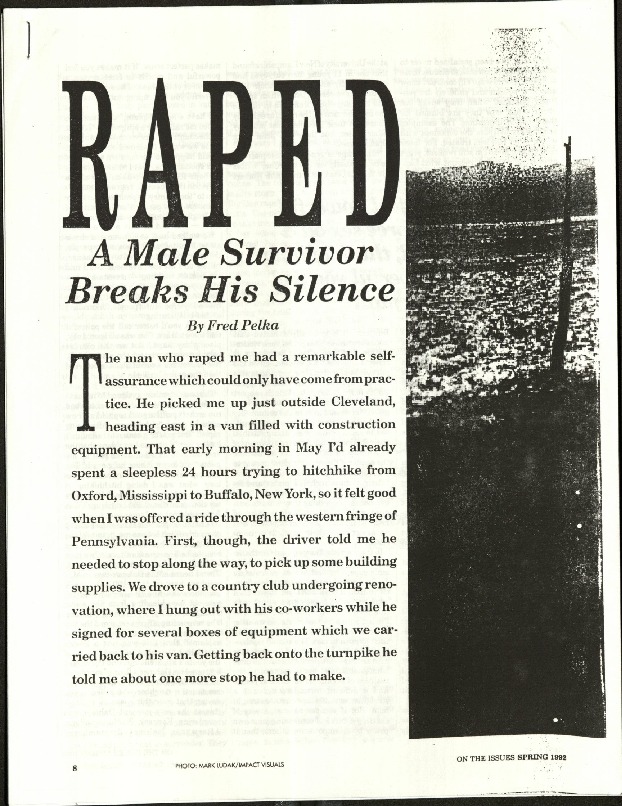 RAPED
A Male Survivor
Breaks His Silence
By Fred Pelka
The man who raped me had a remarkable self-
assurance which could only have come from prac-
tice. He picked me up just outside Cleveland,
heading east in a van filled with construction
equipment. That early morning in May I'd already
spent a sleepless 24 hours trying to hitchhike from
Oxford, Mississippi to Buffalo, New York, so it felt good
when I was offered a ride through the western fringe of
Pennsylvania. First, though, the driver told me he
needed to stop along the way, to pick up some building
supplies. We drove to a country club undergoing reno-
vation, where I hung out with his co-workers while he
signed for several boxes of equipment which we car-
ried back to his van. Getting back onto the turnpike he
told me about one more stop he had to make.
8
PHOTO: MARK LUDAK/IMPACT VISUALS
ON THE ISSUES SPRING 1992